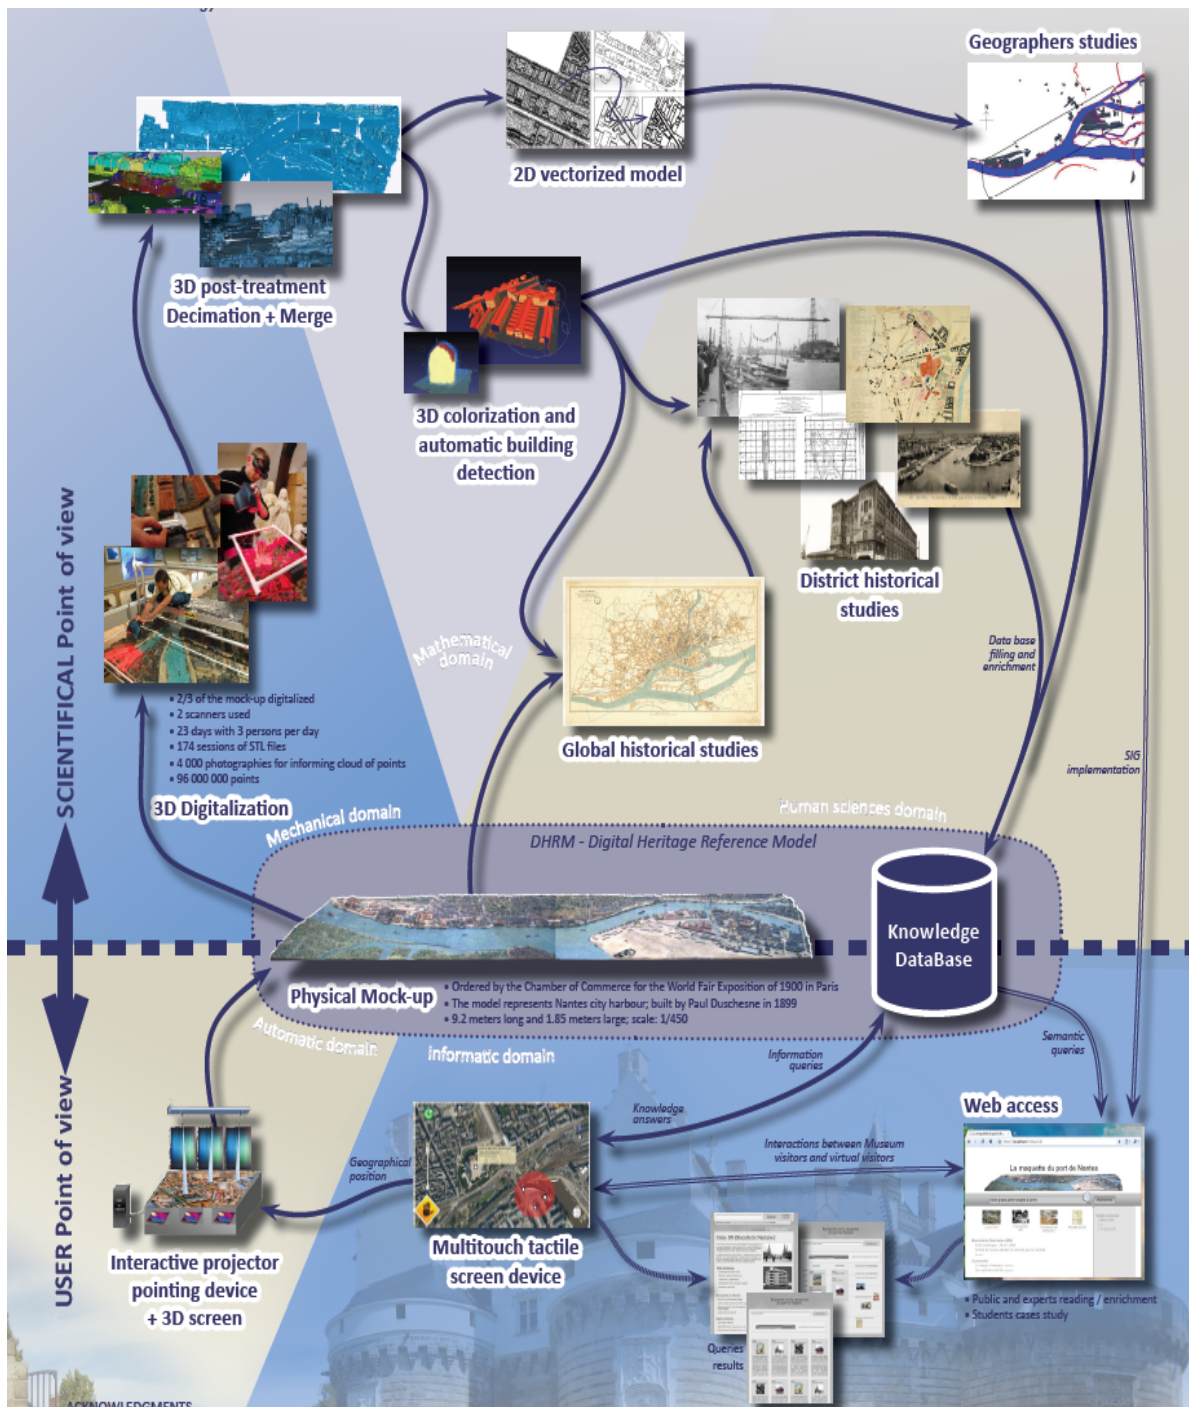 Geographers studies
2D vectorized model
3D post-treatment
Decimation + Merge
3D colorization and
automatic building
detection
District historical
studies
Mathematical
domain
Data base
filling and
enrichment
Global historical studies
SIG
implementation
• 2/3 of the mock-up digitalized
• 2 scanners used
• 23 days with 3 persons per day
• 174 sessions of STL files
• 4 000 photographies for informing cloud of points
• 96 000 000 points
3D Digitalization
Mechanical domain
Human sciences domain
SCIENTIFICAL Point of view
DHRM - Digital Heritage Reference Model
Knowledge
DataBase
Physical Mock-up
• Ordered by the Chamber of Commerce for the World Fair Exposition of 1900 in Paris
• The model represents Nantes city harbour; built by Paul Duschesne in 1899
• 9.2 meters long and 1.85 meters large; scale: 1/450
Automatic domain
Informatic domain
USER Point of view
Information
queries
Semantic
queries
Knowledge
answers
Web access
Interactions between Museum
visitors and virtual visitors
Geographical
position
La maquette du port de Nantes
Interactive projector
pointing device
+ 3D screen
Multitouch tactile
screen device
• Public and experts reading / enrichment
• Students cases study
Queries
results
ACKNOWLEDGMENTS